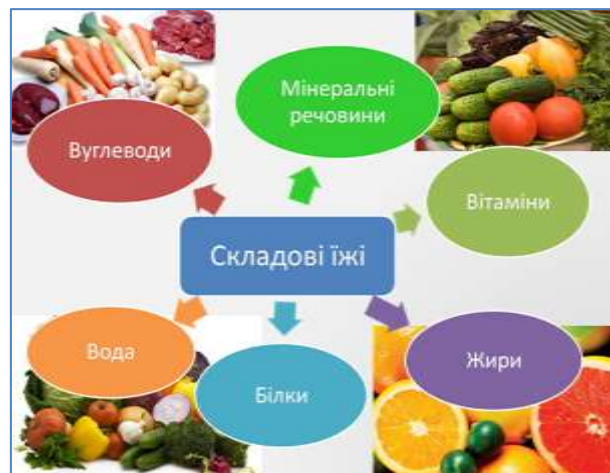 Мінеральні
речовини
Вуглеводи
Вітаміни
Складові їжі
Вода
Жири
Білки